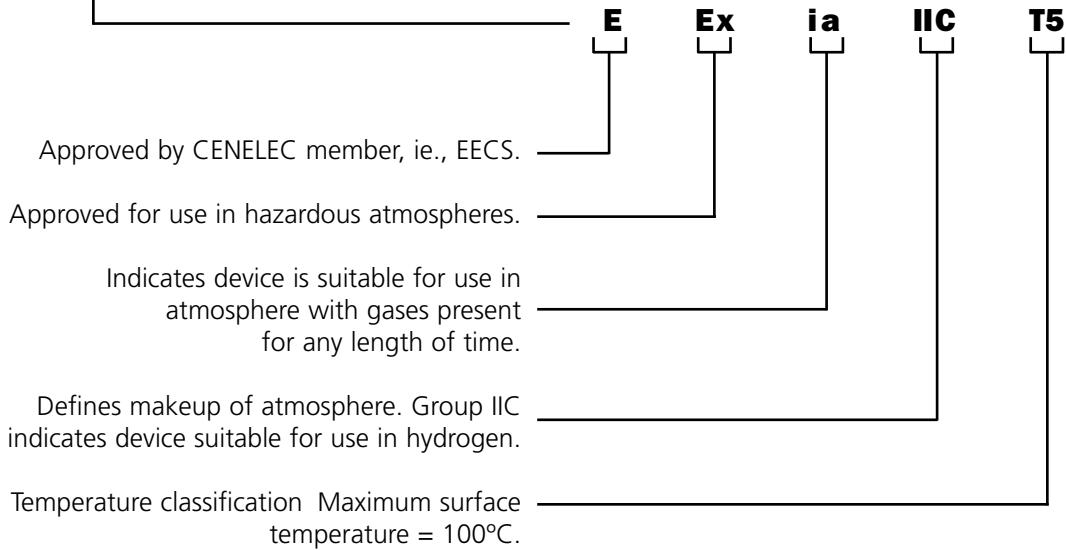 E Ex ia IIC T5
Approved by CENELEC member, ie., EECS.
Approved for use in hazardous atmospheres.
Indicates device is suitable for use in
atmosphere with gases present
for any length of time.
Defines makeup of atmosphere. Group IIC
indicates device suitable for use in hydrogen.
Temperature classification  Maximum surface
temperature = 100ºC.